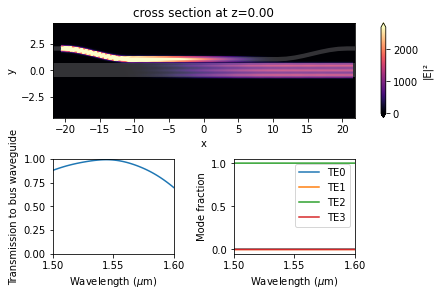 cross section at z=0.00
y
2.5
0.0
−2.5
−20
−15
−10
−5
0
5
10
15
20
x
2000
1000
0
|E|²
Transmission to bus waveguide
1.00
0.75
0.50
0.25
0.00
1.50
1.55
1.60
Wavelength (μm)
Mode fraction
1.0
0.5
0.0
TE0
TE1
TE2
TE3
1.50
1.55
1.60
Wavelength (μm)